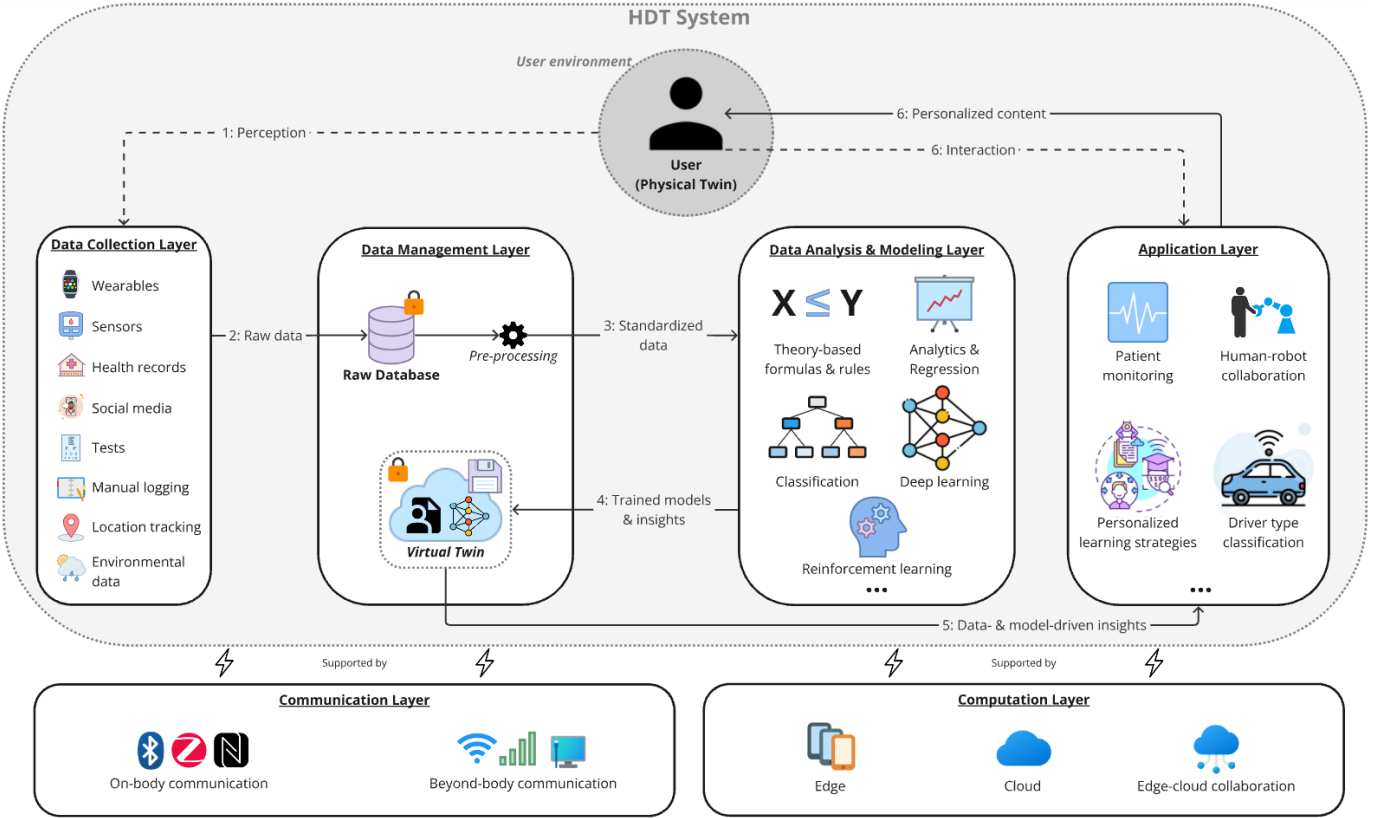 HDT System
User environment
User
(Physical Twin)
1: Perception
6: Personalized content
6: Interaction
Data Collection Layer
Wearables
Sensors
Health records
Social media
Tests
Manual logging
Location tracking
Environmental
data
2: Raw data
Data Management Layer
Raw Database
Pre-processing
Virtual Twin
3: Standardized
data
4: Trained models
& insights
Data Analysis & Modeling Layer
X ≤ Y
Theory-based
formulas & rules
Analytics &
Regression
Classification
Deep learning
Reinforcement learning
...
Application Layer
Patient
monitoring
Human-robot
collaboration
Personalized
learning strategies
Driver type
classification
...
5: Data- & model-driven insights
Supported by
Supported by
Communication Layer
On-body communication
Beyond-body communication
Computation Layer
Edge
Cloud
Edge-cloud collaboration